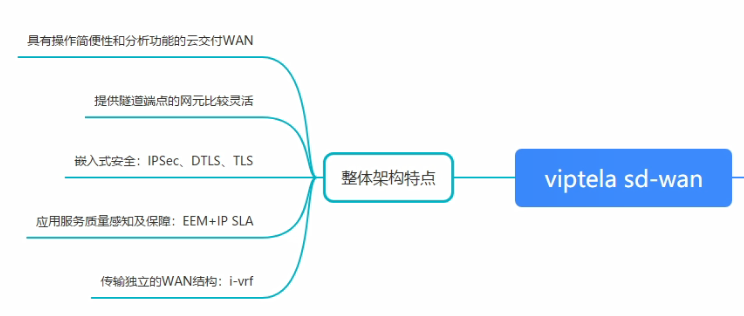 具有操作简便性和分析功能的云交付WAN
提供隧道端点的网元比较灵活
嵌入式安全：IPSec、DTLS、TLS
整体架构特点
viptela sd-wan
应用服务质量感知及保障：EEM+IP SLA
传输独立的WAN结构：i-vrf